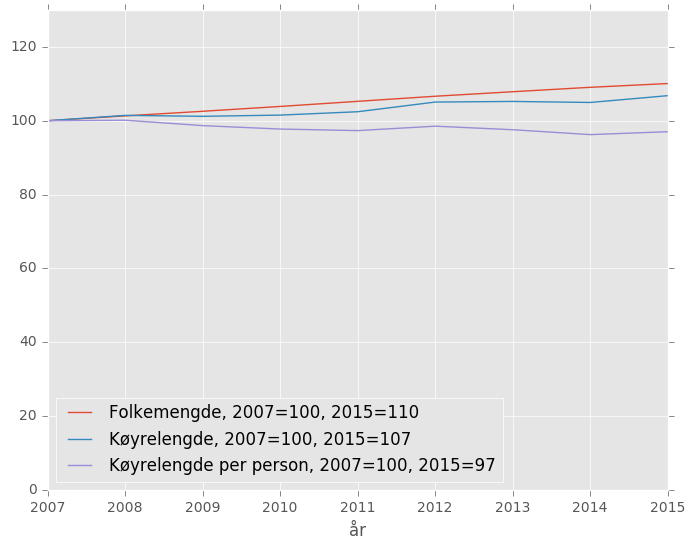 120
100
80
60
40
20
0
Folkemengde, 2007=100, 2015=110
Køyrelengde, 2007=100, 2015=107
Køyrelengde per person, 2007=100, 2015=97
2007 2008 2009 2010 2011 2012 2013 2014 2015
år